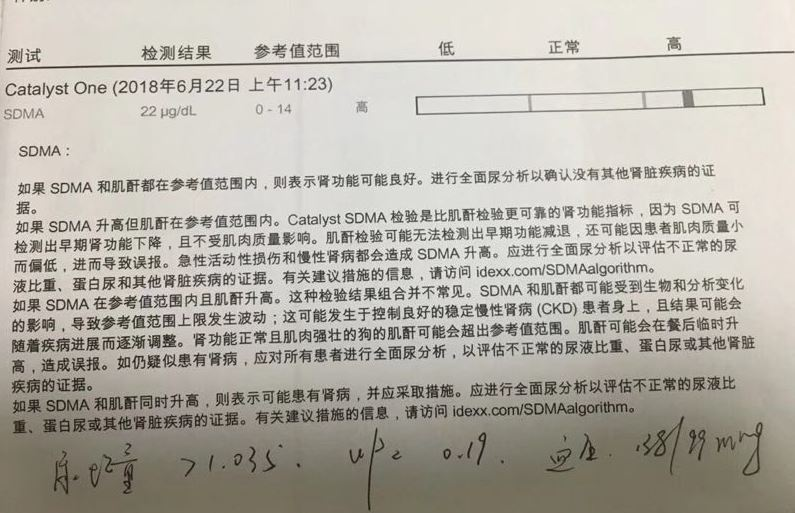 测试 检测结果 参考值范围 低 正常 高
Catalyst One (2018年6月22日 上午11:23)
SDMA 22 µg/dL 0 - 14 高
SDMA：
如果 SDMA 和肌酐都在参考值范围内，则表示肾功能可能良好。进行全面尿分析以确认没有其他肾脏疾病的证
据。
如果 SDMA 升高但肌酐在参考值范围内。Catalyst SDMA 检验是比肌酐检验更可靠的肾功能指标，因为 SDMA 可
检测出早期肾功能下降，且不受肌肉质量影响。肌酐检验可能无法检测出早期功能减退，还可能因患者肌肉质量小
而偏低，进而导致误报。急性活动性损伤和慢性肾病都会造成 SDMA 升高。应进行全面尿分析以评估不正常的尿
液比重、蛋白尿和其他肾脏疾病的证据。有关建议措施的信息，请访问 idexx.com/SDMAalgorithm。
如果 SDMA 在参考值范围内且肌酐升高。这种检验结果组合并不常见。SDMA 和肌酐都可能受到生物和分析变化
的影响，导致参考值范围上限发生波动；这可能发生于控制良好的稳定慢性肾病 (CKD) 患者身上，且结果可能会
随着疾病进展而逐渐调整。肾功能正常且肌肉强壮的狗的肌酐可能会超出参考值范围。肌酐可能会在餐后临时升
高，造成误报。如仍疑似患有肾病，应对所有患者进行全面尿分析，以评估不正常的尿液比重、蛋白尿或其他肾脏
疾病的证据。
如果 SDMA 和肌酐同时升高，则表示可能患有肾病，并应采取措施。应进行全面尿分析以评估不正常的尿液比
重、蛋白尿或其他肾脏疾病的证据。有关建议措施的信息，请访问 idexx.com/SDMAalgorithm。
尿比重 >1.035. 0.19. 血压 138/99 mmHg